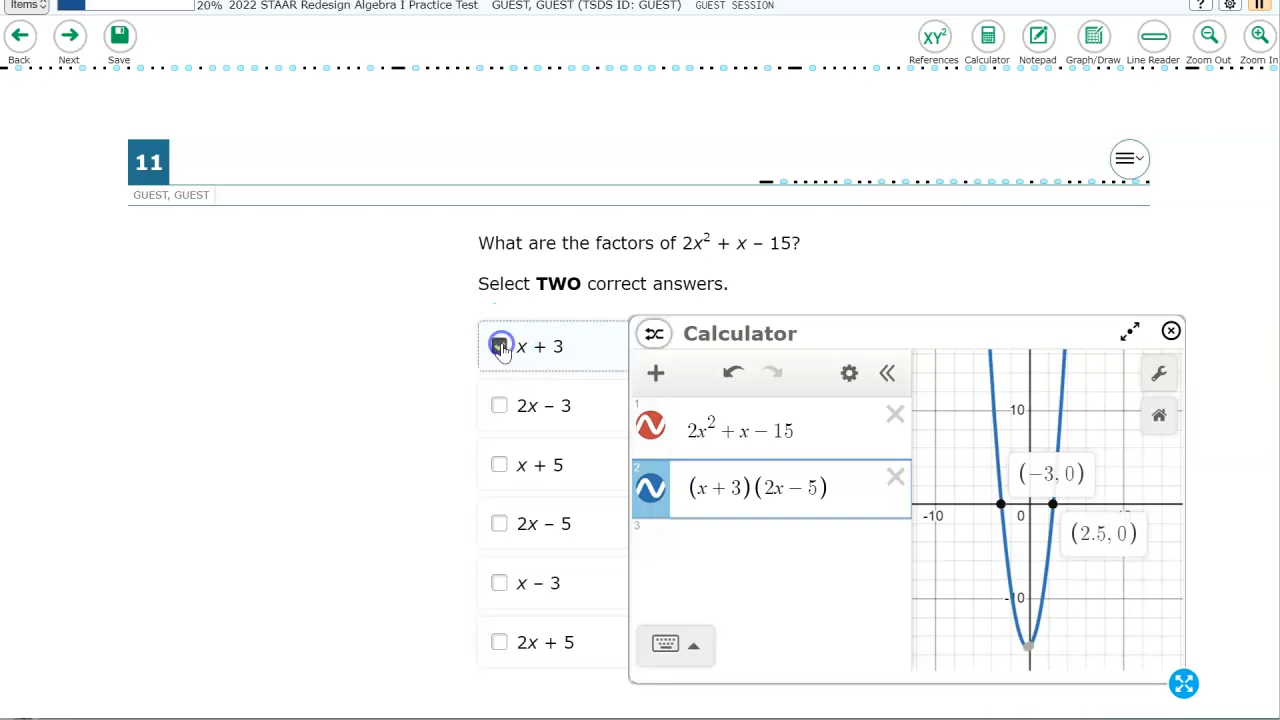 Items 20% 2022 STAAR Redesign Algebra I Practice Test GUEST, GUEST (TSDS ID: GUEST) GUEST SESSION ?
XY²
Back Next Save References Calculator Notepad Graph/Draw Line Reader Zoom Out Zoom In
11
GUEST, GUEST
What are the factors of 2x² + x – 15?
Select TWO correct answers.
x + 3
2x – 3
x + 5
2x – 5
x – 3
2x + 5
Calculator
1
2x² + x − 15
2
(x + 3)(2x − 5)
3
10
(−3, 0)
-10 0
(2.5, 0)
-10